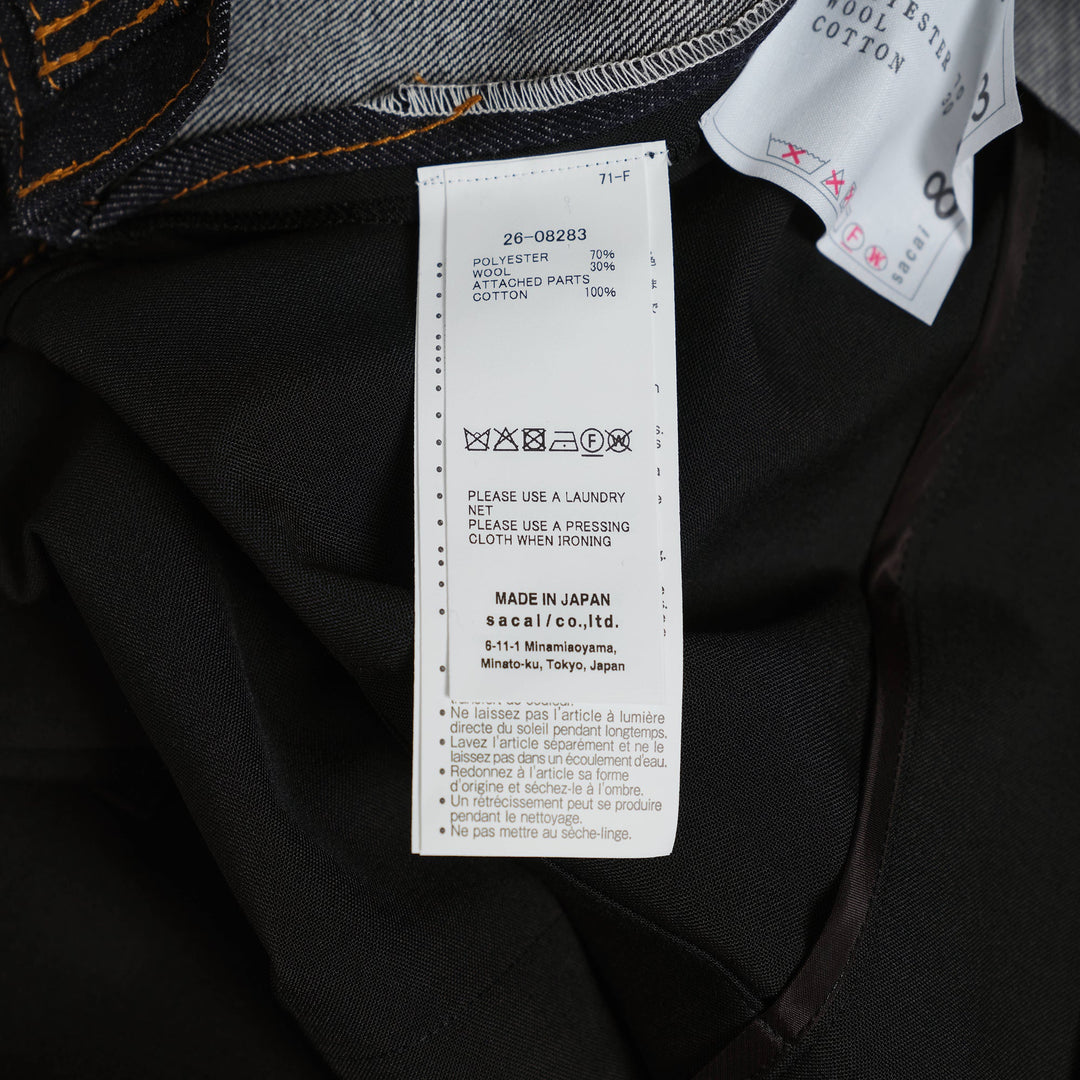 71-F
26-08283
POLYESTER 70%
WOOL 30%
ATTACHED PARTS
COTTON 100%
F W
PLEASE USE A LAUNDRY
NET
PLEASE USE A PRESSING
CLOTH WHEN IRONING
MADE IN JAPAN
sacai/co.,ltd.
6-11-1 Minamiaoyama,
Minato-ku, Tokyo, Japan
• Ne laissez pas l'article à lumière
directe du soleil pendant longtemps.
• Lavez l'article séparément et ne le
laissez pas dans un écoulement d'eau.
• Redonnez à l'article sa forme
d'origine et séchez-le à l'ombre.
• Un rétrécissement peut se produire
pendant le nettoyage.
• Ne pas mettre au sèche-linge.
WOOL
COTTON
F W
sacai